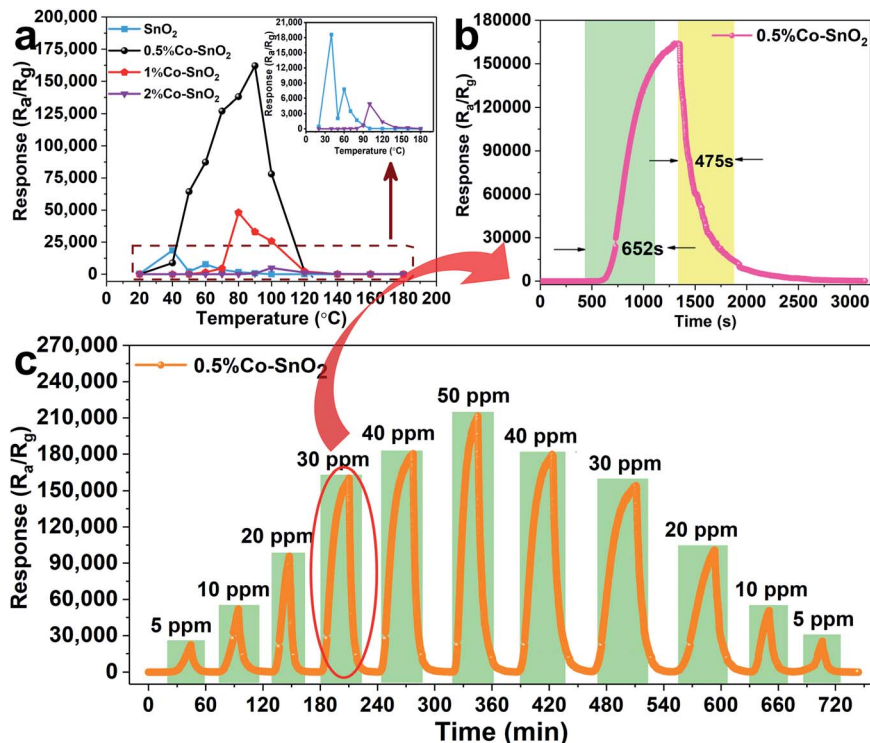 a
Response (Rₐ/R_g)
200,000
175,000
150,000
125,000
100,000
75,000
50,000
25,000
0
SnO₂
0.5%Co-SnO₂
1%Co-SnO₂
2%Co-SnO₂
0 20 40 60 80 100 120 140 160 180 200
Temperature (°C)
Response (Rₐ/R_g)
21,000
18,000
15,000
12,000
9,000
6,000
3,000
0
0 30 60 90 120 150 180
Temperature (°C)
b
Response (Rₐ/R_g)
180000
150000
120000
90000
60000
30000
0
0.5%Co-SnO₂
475s
652s
0 500 1000 1500 2000 2500 3000
Time (s)
c
Response (Rₐ/R_g)
270,000
240,000
210,000
180,000
150,000
120,000
90,000
60,000
30,000
0
0.5%Co-SnO₂
5 ppm
10 ppm
20 ppm
30 ppm
40 ppm
50 ppm
40 ppm
30 ppm
20 ppm
10 ppm
5 ppm
0 60 120 180 240 300 360 420 480 540 600 660 720
Time (min)